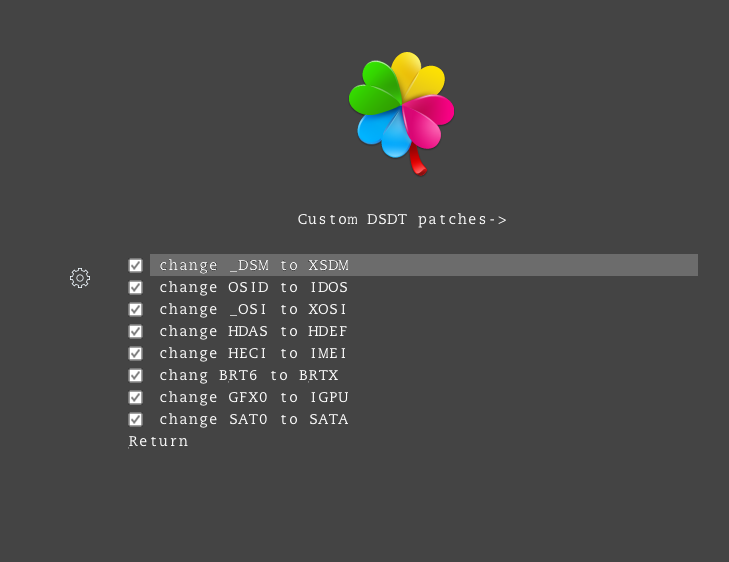 Custom DSDT patches->
change _DSM to XSDM
change OSID to IDOS
change _OSI to XOSI
change HDAS to HDEF
change HECI to IMEI
chang BRT6 to BRTX
change GFX0 to IGPU
change SAT0 to SATA
Return